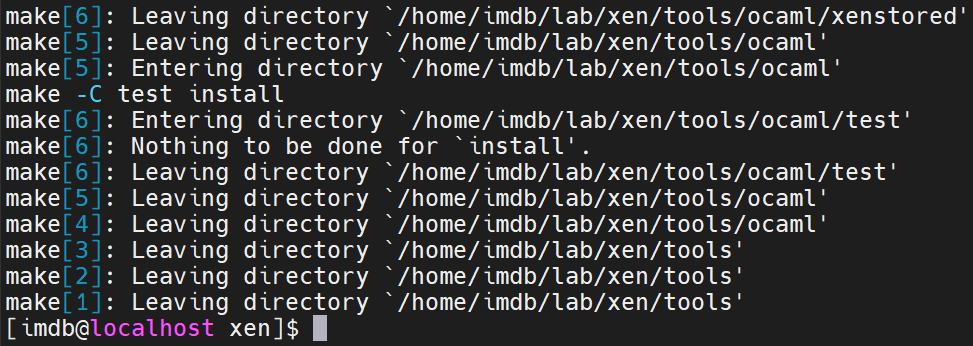 make[6]: Leaving directory `/home/imdb/lab/xen/tools/ocaml/xenstored'
make[5]: Leaving directory `/home/imdb/lab/xen/tools/ocaml'
make[5]: Entering directory `/home/imdb/lab/xen/tools/ocaml'
make -C test install
make[6]: Entering directory `/home/imdb/lab/xen/tools/ocaml/test'
make[6]: Nothing to be done for `install'.
make[6]: Leaving directory `/home/imdb/lab/xen/tools/ocaml/test'
make[5]: Leaving directory `/home/imdb/lab/xen/tools/ocaml'
make[4]: Leaving directory `/home/imdb/lab/xen/tools/ocaml'
make[3]: Leaving directory `/home/imdb/lab/xen/tools'
make[2]: Leaving directory `/home/imdb/lab/xen/tools'
make[1]: Leaving directory `/home/imdb/lab/xen/tools'
[imdb@localhost xen]$